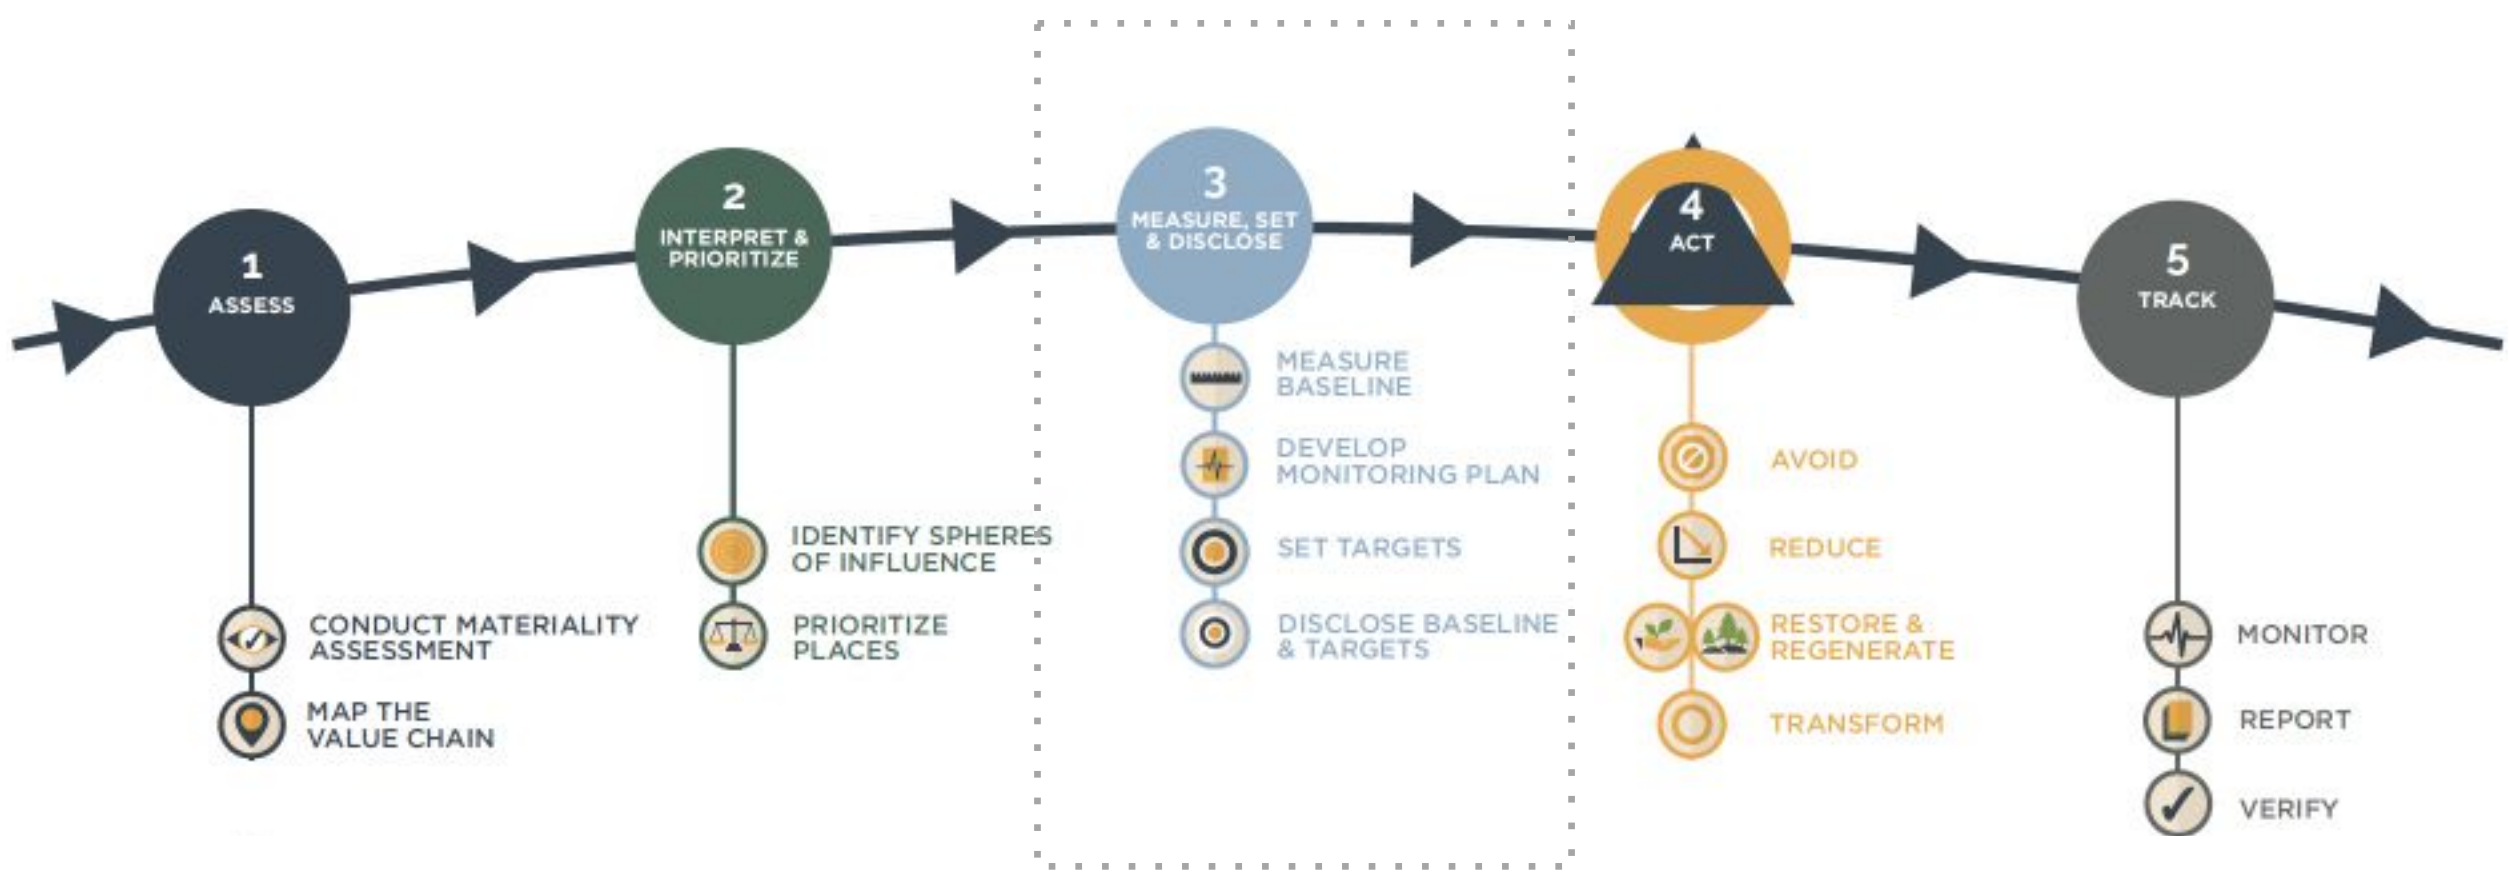 1
ASSESS
CONDUCT MATERIALITY
ASSESSMENT
MAP THE
VALUE CHAIN
2
INTERPRET &
PRIORITIZE
IDENTIFY SPHERES
OF INFLUENCE
PRIORITIZE
PLACES
3
MEASURE, SET
& DISCLOSE
MEASURE
BASELINE
DEVELOP
MONITORING PLAN
SET TARGETS
DISCLOSE BASELINE
& TARGETS
4
ACT
AVOID
REDUCE
RESTORE &
REGENERATE
TRANSFORM
5
TRACK
MONITOR
REPORT
VERIFY